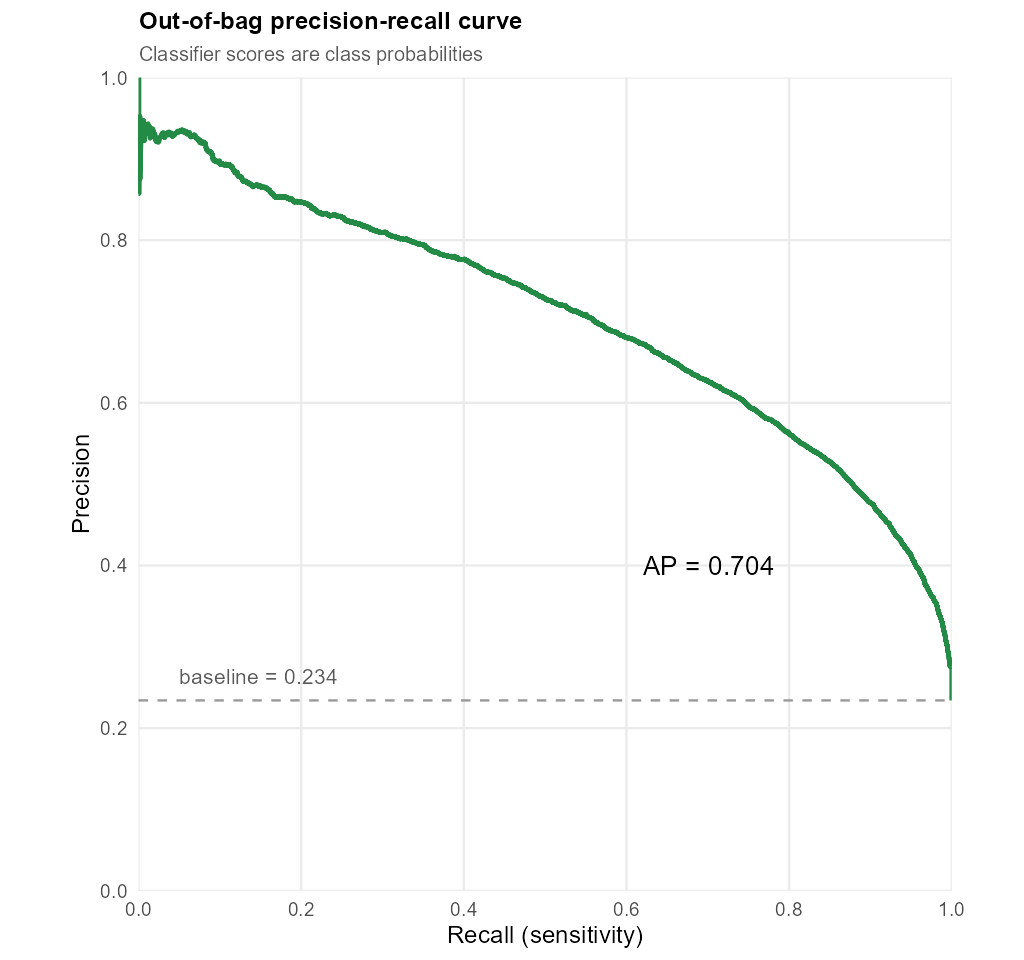 Out-of-bag precision-recall curve
Classifier scores are class probabilities
1.0
0.8
0.6
0.4
0.2
0.0
Precision
AP = 0.704
baseline = 0.234
0.0 0.2 0.4 0.6 0.8 1.0
Recall (sensitivity)